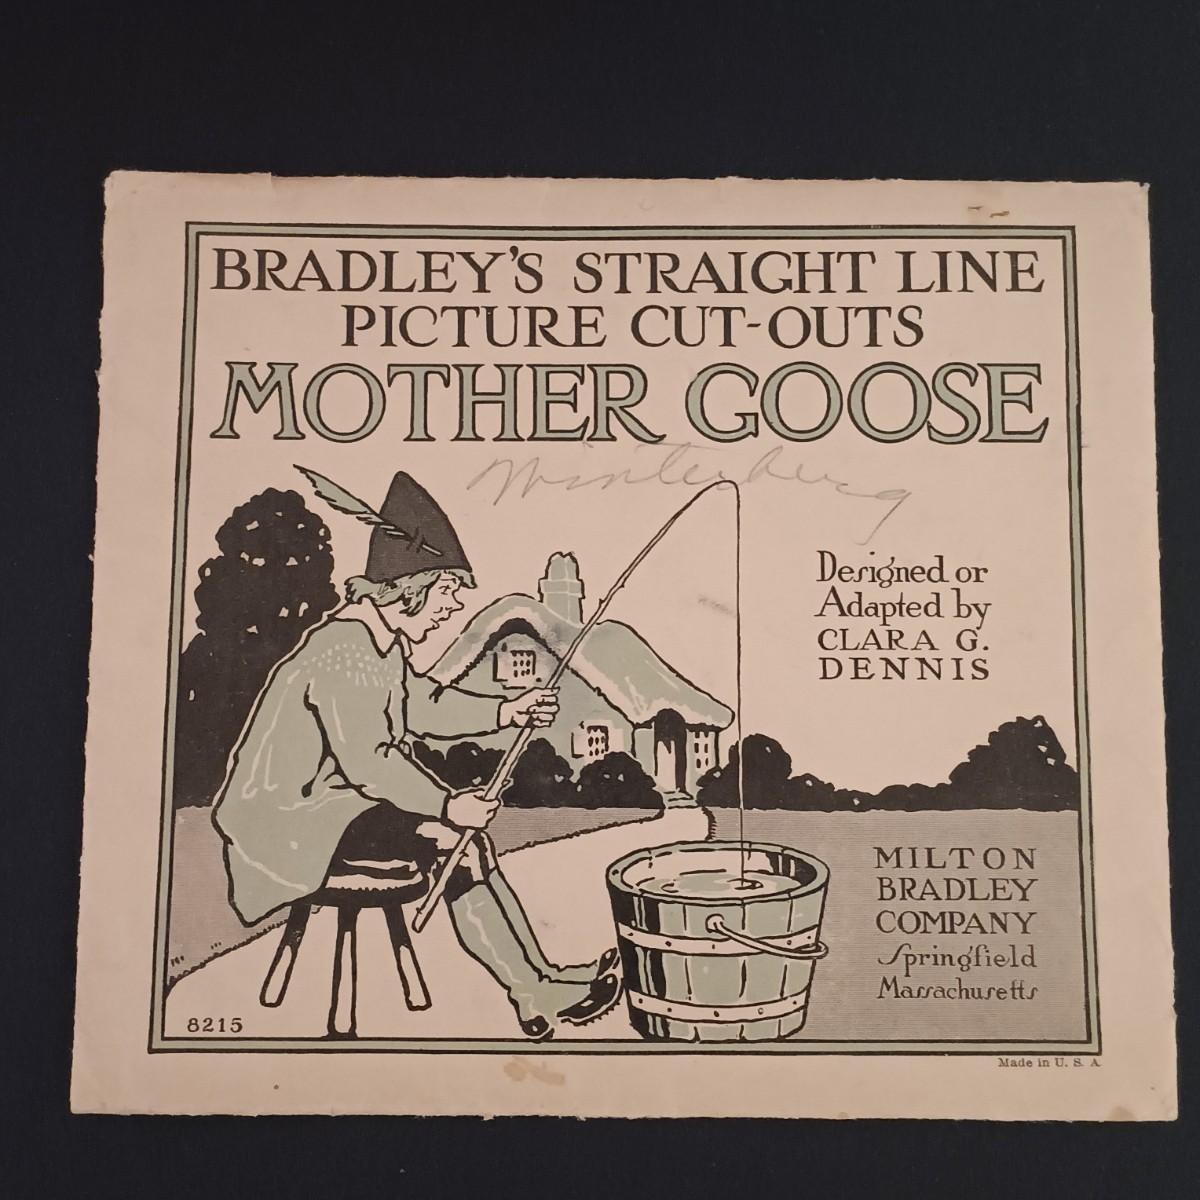 BRADLEY'S STRAIGHT LINE
PICTURE CUT-OUTS
MOTHER GOOSE
Winterberg
Designed or
Adapted by
CLARA G.
DENNIS
MILTON
BRADLEY
COMPANY
Springfield
Massachusetts
8215
Made in U. S. A